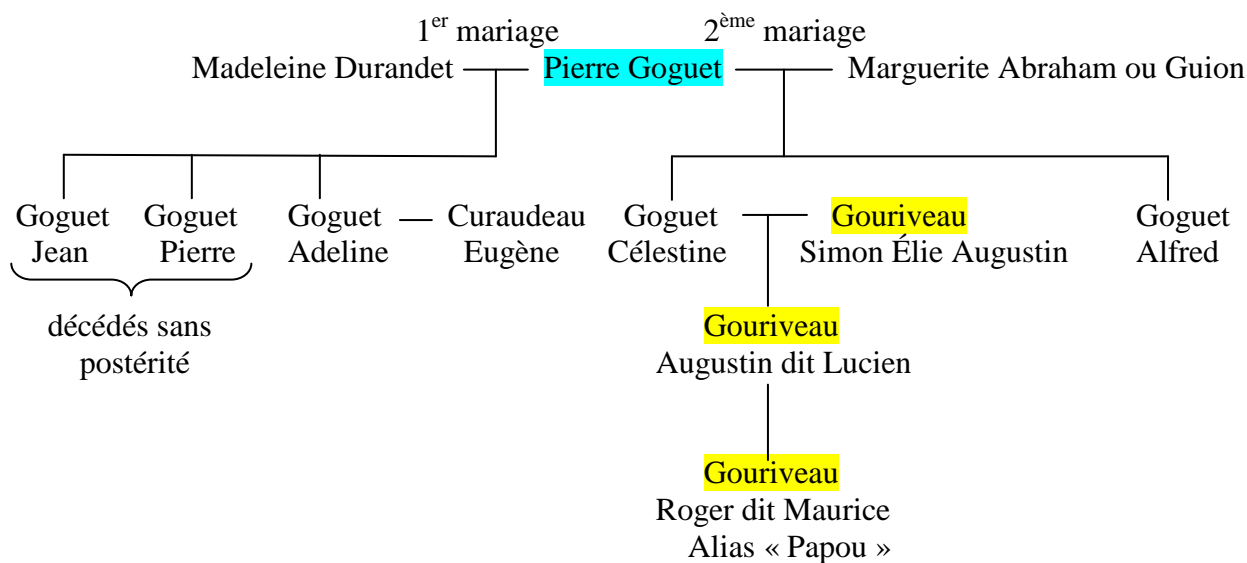 1er mariage 2ème mariage
Madeleine Durandet Pierre Goguet Marguerite Abraham ou Guion
Goguet Goguet Goguet Curaudeau Goguet Gouriveau Goguet
Jean Pierre Adeline Eugène Célestine Simon Élie Augustin Alfred
décédés sans
postérité
Gouriveau
Augustin dit Lucien
Gouriveau
Roger dit Maurice
Alias « Papou »